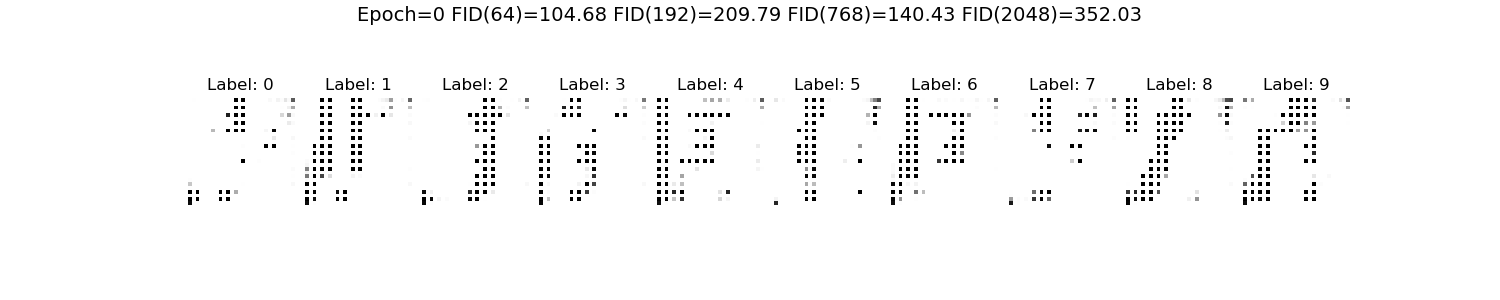 Epoch=0 FID(64)=104.68 FID(192)=209.79 FID(768)=140.43 FID(2048)=352.03
Label: 0 Label: 1 Label: 2 Label: 3 Label: 4 Label: 5 Label: 6 Label: 7 Label: 8 Label: 9